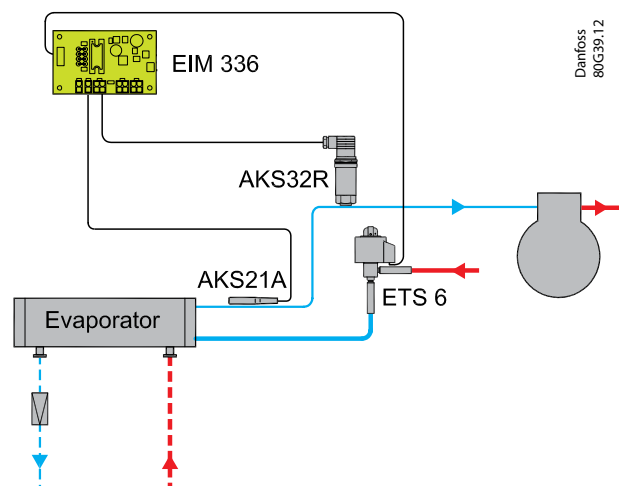 EIM 336
Danfoss
80G39.12
AKS32R
AKS21A
ETS 6
Evaporator